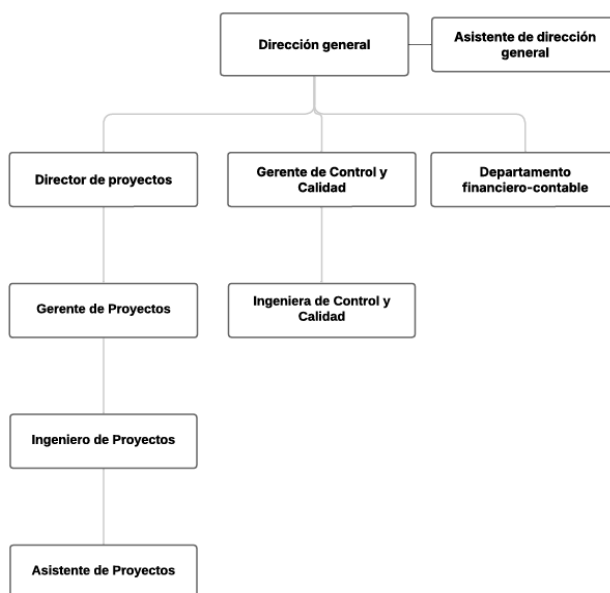 Dirección general
Asistente de dirección
general
Director de proyectos
Gerente de Control y
Calidad
Departamento
financiero-contable
Gerente de Proyectos
Ingeniera de Control y
Calidad
Ingeniero de Proyectos
Asistente de Proyectos